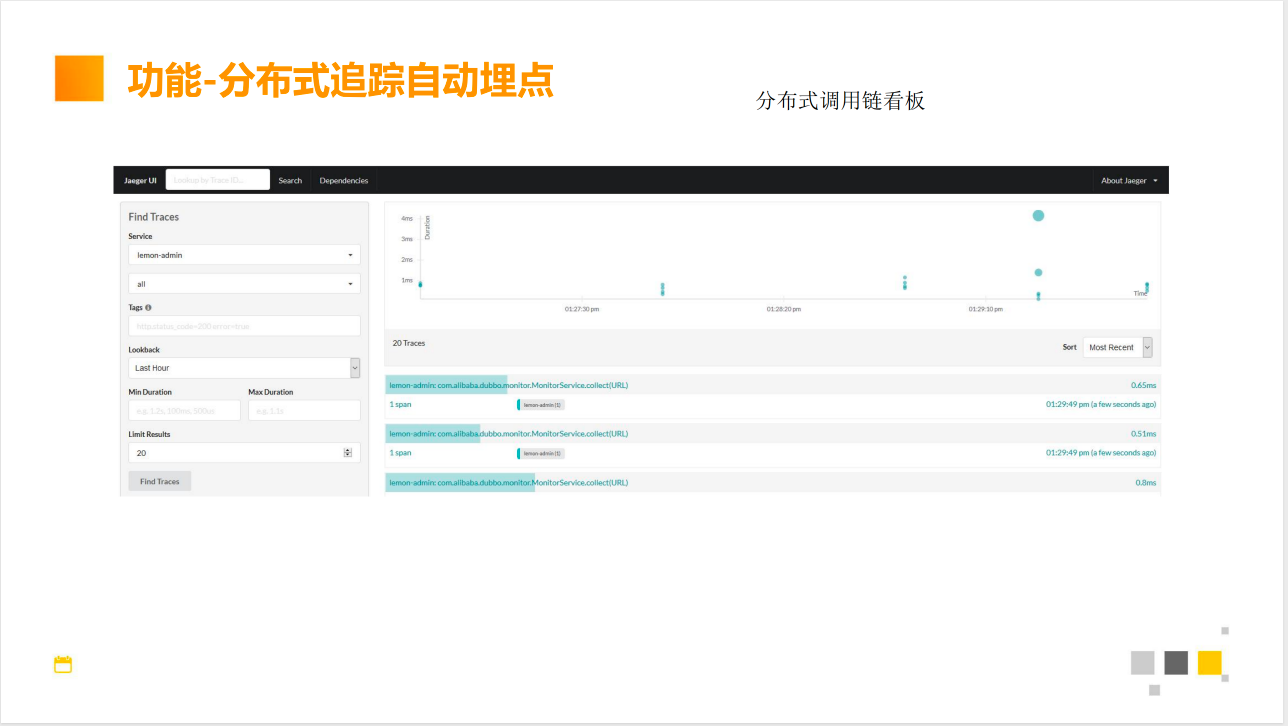 功能-分布式追踪自动埋点
分布式调用链看板
Jaeger UI Lookup by Trace ID... Search Dependencies About Jaeger
Find Traces
Service
lemon-admin
all
Tags
http.status_code=200 error=true
Lookback
Last Hour
Min Duration Max Duration
e.g. 1.2s, 100ms, 500us e.g. 1.1s
Limit Results
20
Find Traces
Duration
4ms
3ms
2ms
1ms
Time
01:27:30 pm 01:28:20 pm 01:29:10 pm
20 Traces Sort Most Recent
lemon-admin: com.alibaba.dubbo.monitor.MonitorService.collect(URL) 0.65ms
1 span lemon-admin (1) 01:29:49 pm (a few seconds ago)
lemon-admin: com.alibaba.dubbo.monitor.MonitorService.collect(URL) 0.51ms
1 span lemon-admin (1) 01:29:49 pm (a few seconds ago)
lemon-admin: com.alibaba.dubbo.monitor.MonitorService.collect(URL) 0.8ms